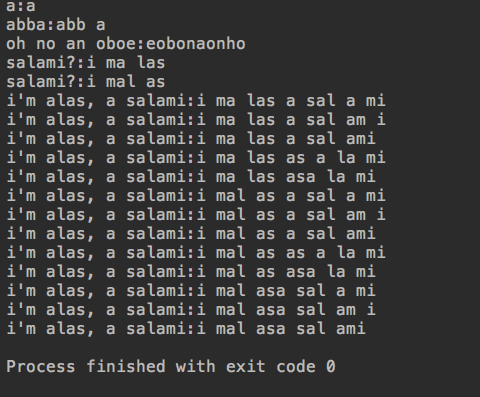 a:a
abba:abb a
oh no an oboe:eobonaonho
salami?:i ma las
salami?:i mal as
i'm alas, a salami:i ma las a sal a mi
i'm alas, a salami:i ma las a sal am i
i'm alas, a salami:i ma las a sal ami
i'm alas, a salami:i ma las as a la mi
i'm alas, a salami:i ma las asa la mi
i'm alas, a salami:i mal as a sal a mi
i'm alas, a salami:i mal as a sal am i
i'm alas, a salami:i mal as a sal ami
i'm alas, a salami:i mal as as a la mi
i'm alas, a salami:i mal as asa la mi
i'm alas, a salami:i mal asa sal a mi
i'm alas, a salami:i mal asa sal am i
i'm alas, a salami:i mal asa sal ami
Process finished with exit code 0